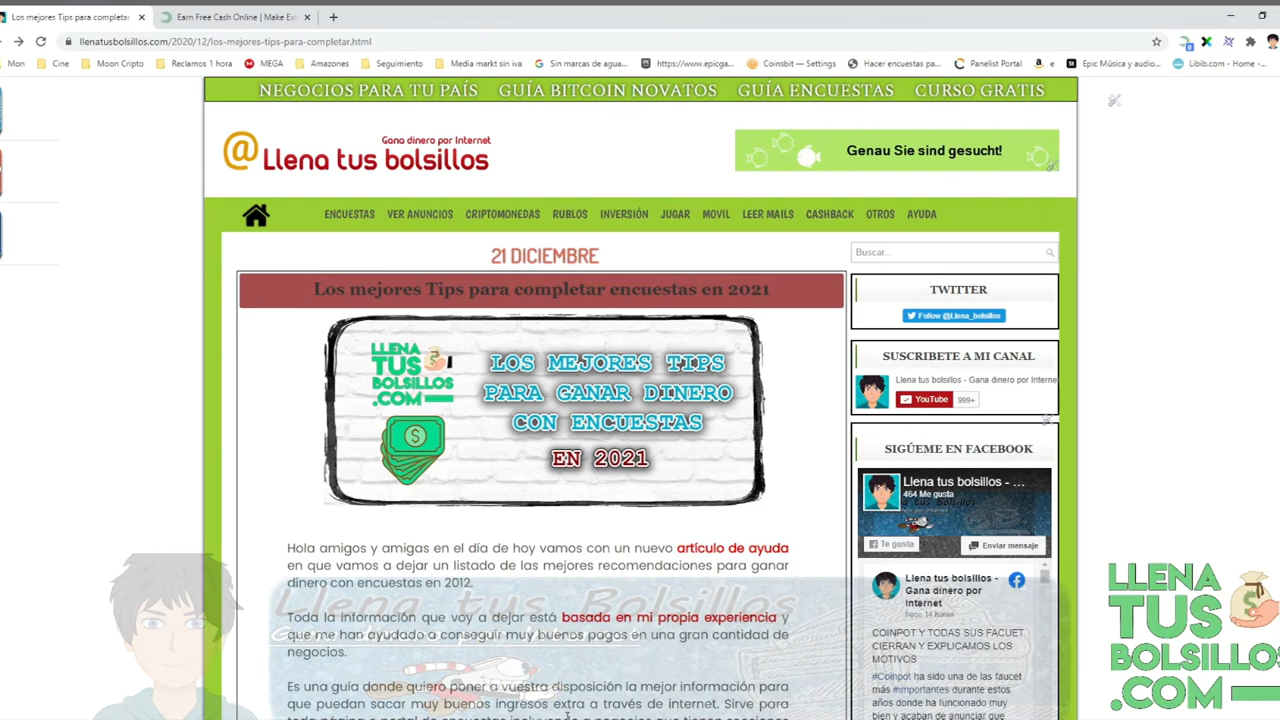 Los mejores Tips para completar
Earn Free Cash Online | Make Ex
llenatusbolsillos.com/2020/12/los-mejores-tips-para-completar.html
Mon
Cine
Moon Cripto
Reclamos 1 hora
MEGA
Amazones
Seguimiento
Media markt sin iva
Sin marcas de agua...
https://www.epicga...
Coinsbit — Settings
Hacer encuestas pa...
Panelist Portal
e
Epic Música y audio...
Libib.com - Home -...
NEGOCIOS PARA TU PAÍS GUÍA BITCOIN NOVATOS GUÍA ENCUESTAS CURSO GRATIS
Gana dinero por Internet
@Llena tus bolsillos
Genau Sie sind gesucht!
ENCUESTAS VER ANUNCIOS CRIPTOMONEDAS RUBLOS INVERSIÓN JUGAR MOVIL LEER MAILS CASHBACK OTROS AYUDA
21 DICIEMBRE
Buscar...
Los mejores Tips para completar encuestas en 2021
LLENA
TUS
BOLSILLOS
.COM
LOS MEJORES TIPS
PARA GANAR DINERO
CON ENCUESTAS
EN 2021
Hola amigos y amigas en el día de hoy vamos con un nuevo artículo de ayuda
en que vamos a dejar un listado de las mejores recomendaciones para ganar
dinero con encuestas en 2012.
Toda la información que voy a dejar está basada en mi propia experiencia y
que me han ayudado a conseguir muy buenos pagos en una gran cantidad de
negocios.
Es una guía donde quiero poner a vuestra disposición la mejor información para
que puedan sacar muy buenos ingresos extra a través de internet. Sirve para
TWITTER
Follow @Llena_bolsillos
SUSCRIBETE A MI CANAL
Llena tus bolsillos - Gana dinero por Interne
YouTube 999+
SIGÚEME EN FACEBOOK
Llena tus bolsillos - ...
464 Me gusta
Te gusta
Enviar mensaje
Llena tus bolsillos -
Gana dinero por
Internet
hace 14 horas
COINPOT Y TODAS SUS FACUET
CIERRAN Y EXPLICAMOS LOS
MOTIVOS
#Coinpot ha sido una de las faucet
más #importantes durante estos
años donde ha funcionado muy
bien y acaban de anunciar que
Llena tus Bolsillos
LLENA
TUS
BOLSILLOS
.COM